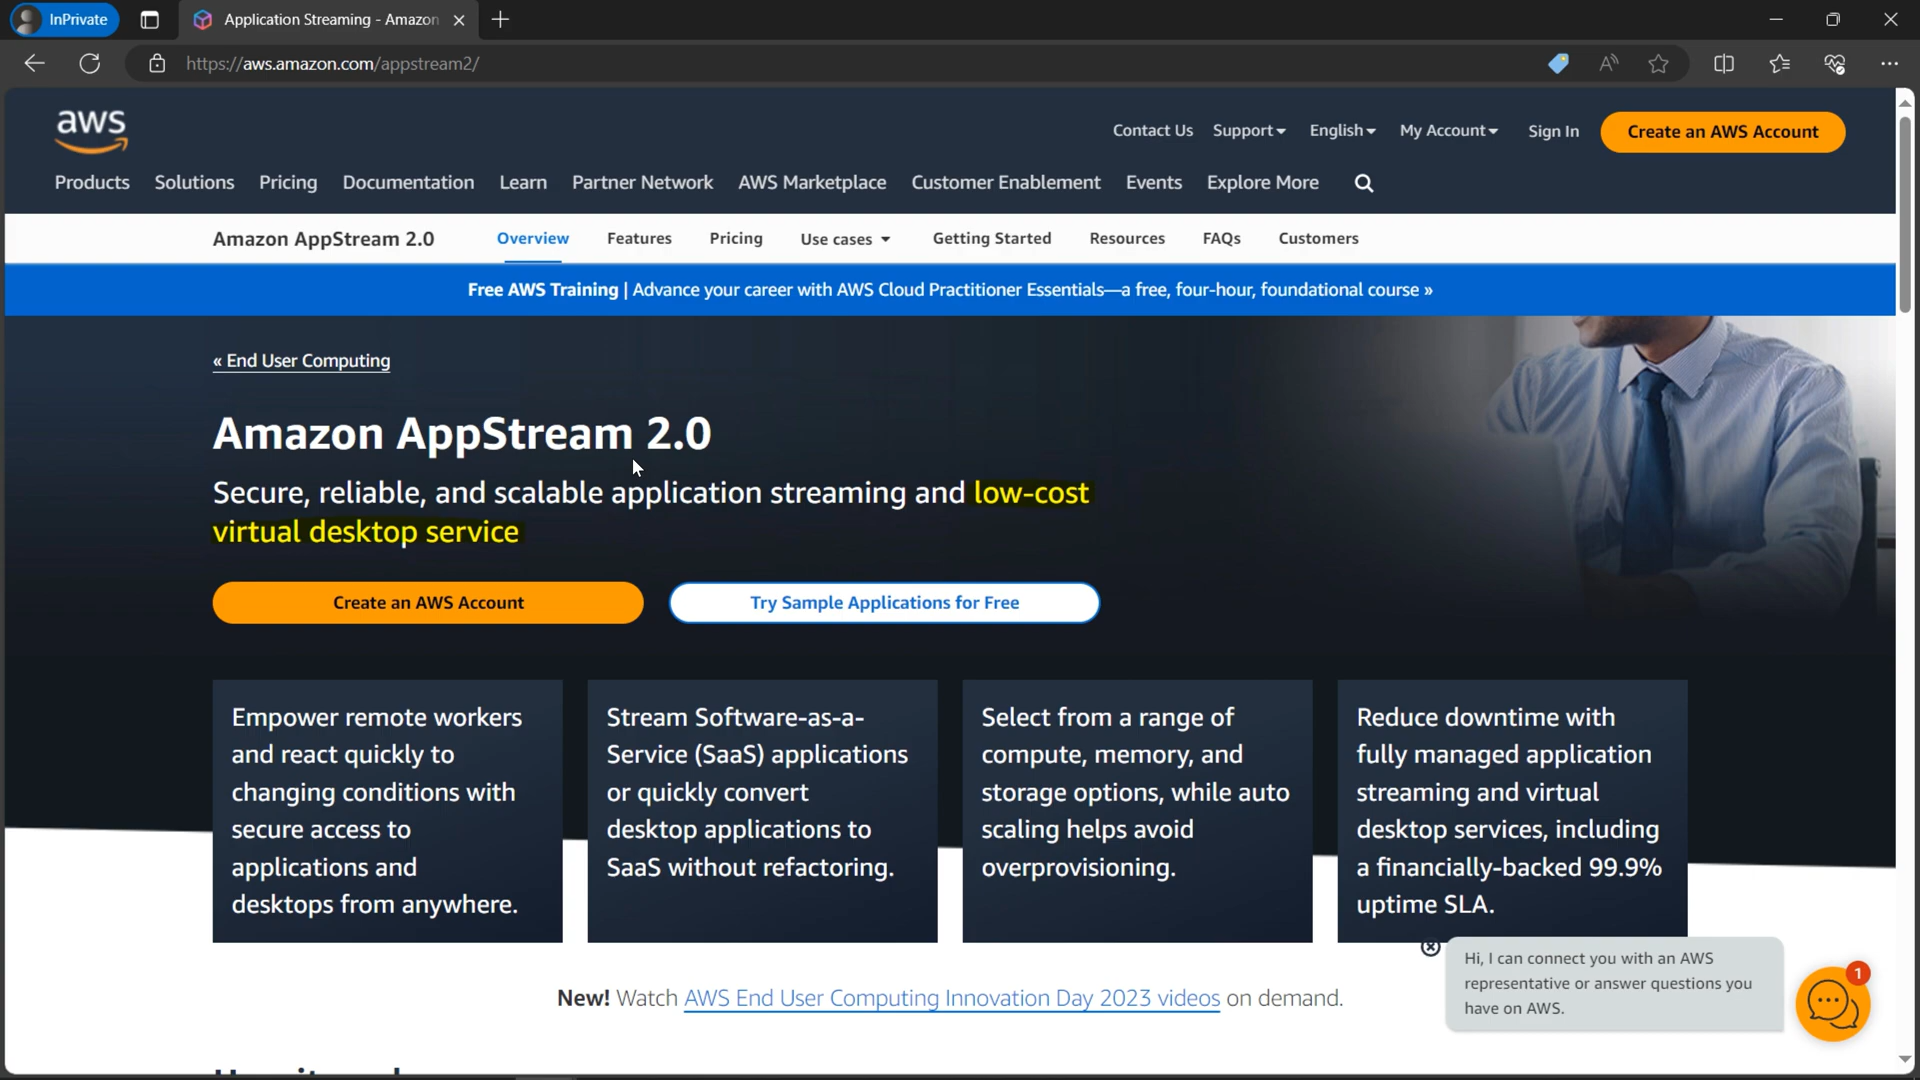 InPrivate
Application Streaming - Amazon
https://aws.amazon.com/appstream2/
aws
Contact Us Support English My Account Sign In Create an AWS Account
Products Solutions Pricing Documentation Learn Partner Network AWS Marketplace Customer Enablement Events Explore More
Amazon AppStream 2.0 Overview Features Pricing Use cases Getting Started Resources FAQs Customers
Free AWS Training | Advance your career with AWS Cloud Practitioner Essentials—a free, four-hour, foundational course »
« End User Computing
Amazon AppStream 2.0
Secure, reliable, and scalable application streaming and low-cost
virtual desktop service
Create an AWS Account
Try Sample Applications for Free
Empower remote workers
and react quickly to
changing conditions with
secure access to
applications and
desktops from anywhere.
Stream Software-as-a-
Service (SaaS) applications
or quickly convert
desktop applications to
SaaS without refactoring.
Select from a range of
compute, memory, and
storage options, while auto
scaling helps avoid
overprovisioning.
Reduce downtime with
fully managed application
streaming and virtual
desktop services, including
a financially-backed 99.9%
uptime SLA.
New! Watch AWS End User Computing Innovation Day 2023 videos on demand.
Hi, I can connect you with an AWS
representative or answer questions you
have on AWS.
1